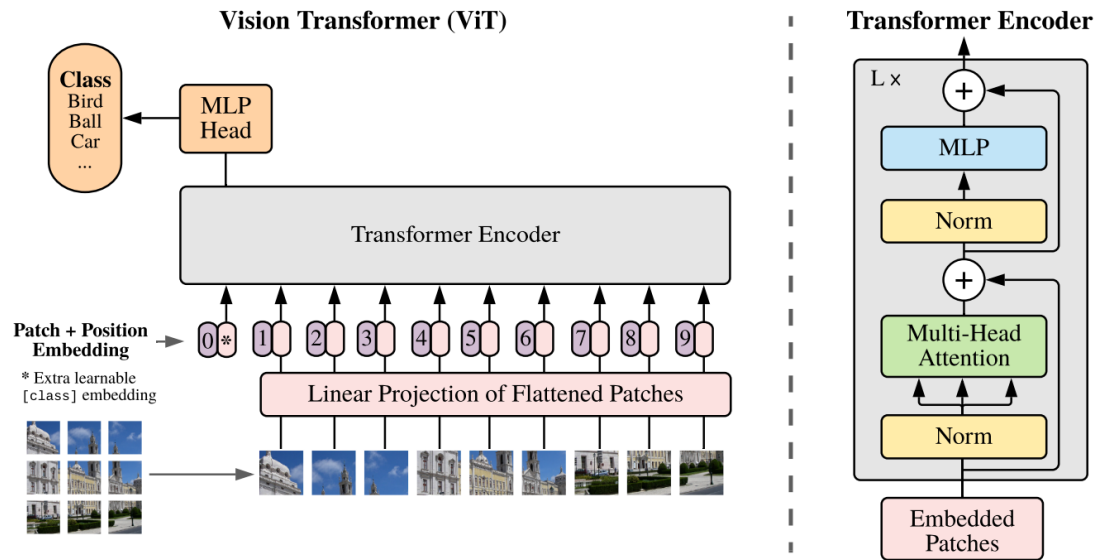 Vision Transformer (ViT)
Class
Bird
Ball
Car
...
MLP
Head
Transformer Encoder
Patch + Position
Embedding
0 * 1 2 3 4 5 6 7 8 9
* Extra learnable
[class] embedding
Linear Projection of Flattened Patches
Transformer Encoder
L x
+
MLP
Norm
+
Multi-Head
Attention
Norm
Embedded
Patches